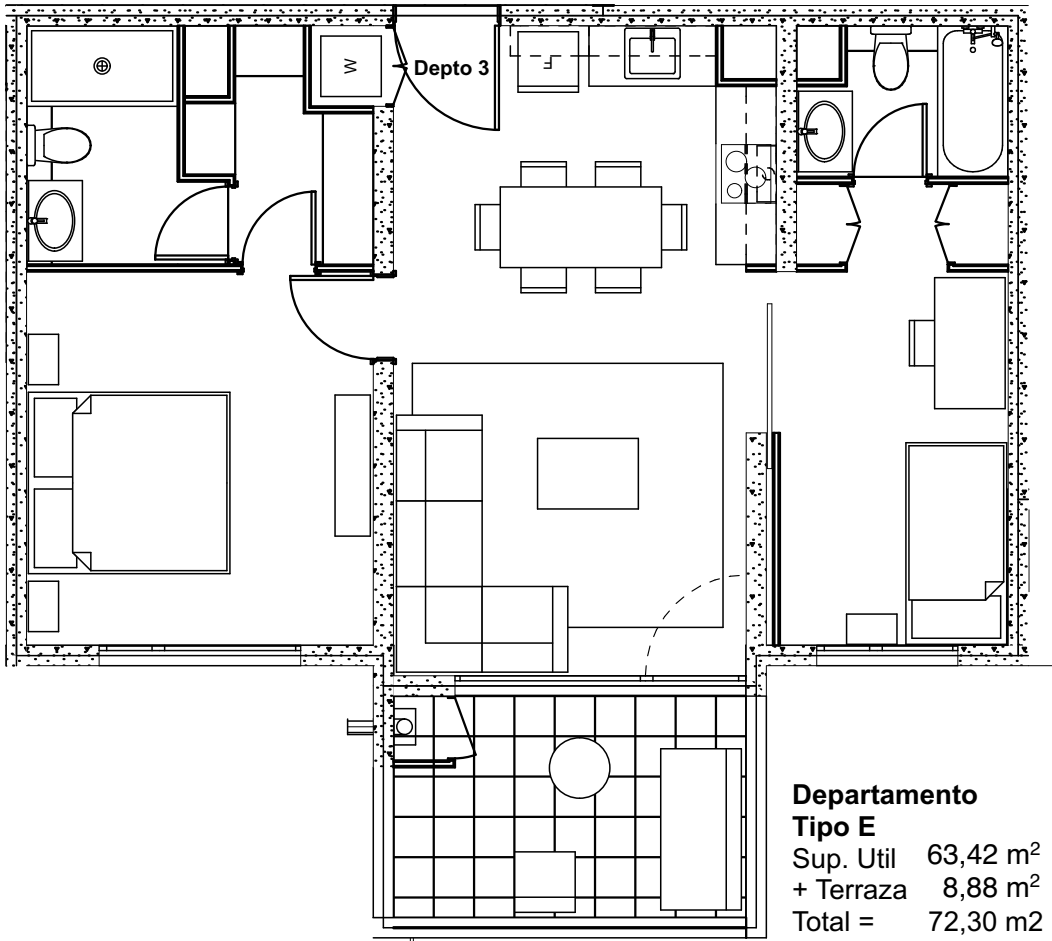 W
Depto 3
F
Departamento
Tipo E
Sup. Util 63,42 m²
+ Terraza 8,88 m²
Total = 72,30 m2